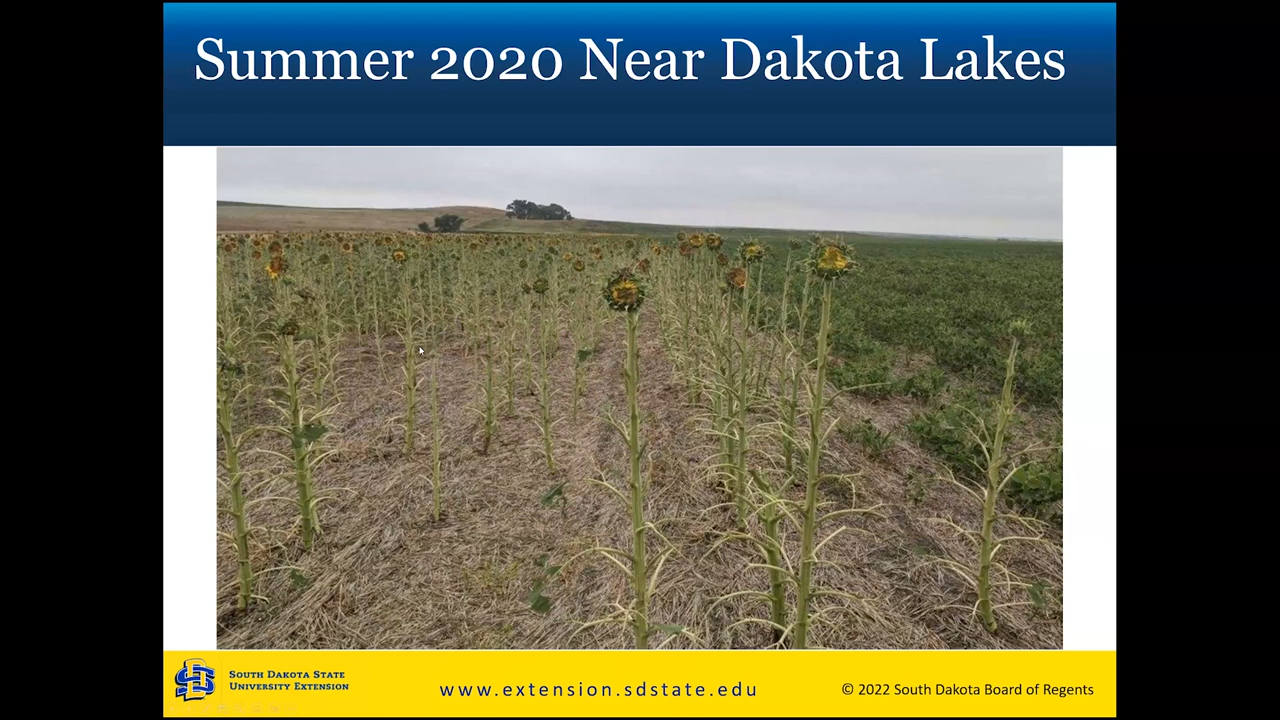 Summer 2020 Near Dakota Lakes
South Dakota State
University Extension
www.extension.sdstate.edu
© 2022 South Dakota Board of Regents